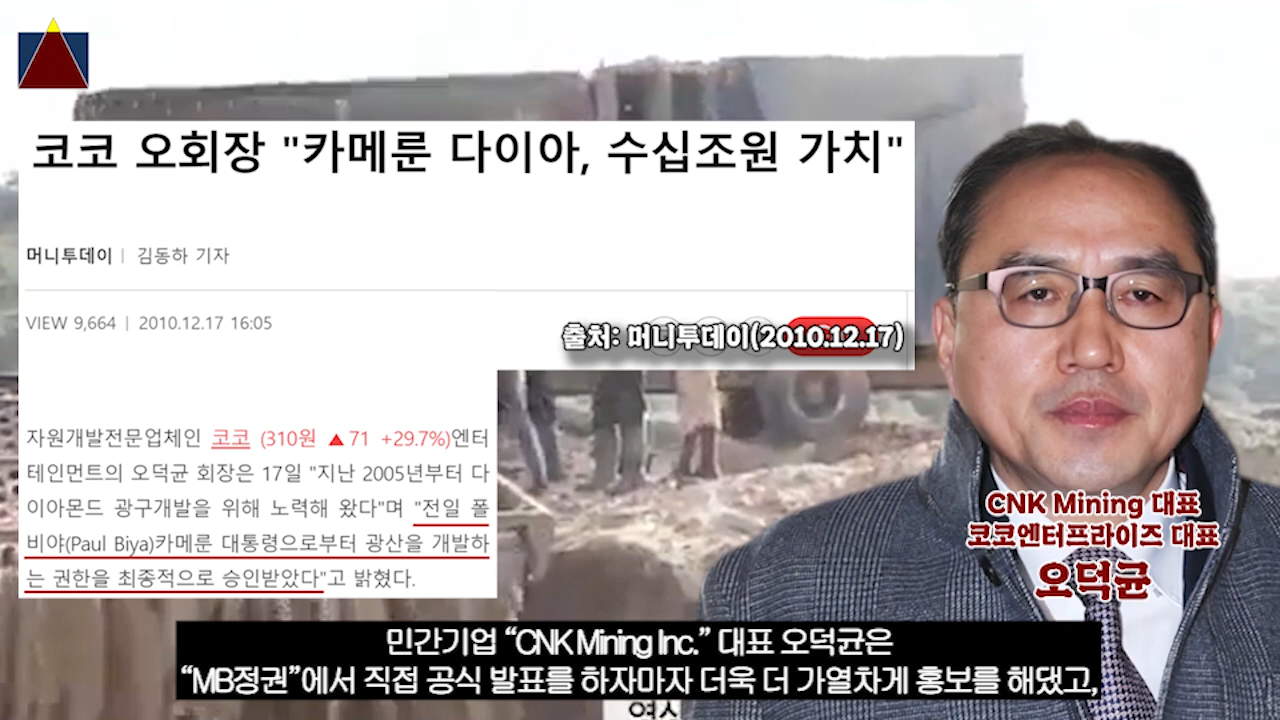 코코 오회장 "카메룬 다이아, 수십조원 가치"
머니투데이 | 김동하 기자
VIEW 9,664 | 2010.12.17 16:05
출처: 머니투데이(2010.12.17)
자원개발전문업체인 코코 (310원 ▲71 +29.7%)엔터
테인먼트의 오덕균 회장은 17일 "지난 2005년부터 다
이아몬드 광구개발을 위해 노력해 왔다"며 "전일 폴
비야(Paul Biya)카메룬 대통령으로부터 광산을 개발하
는 권한을 최종적으로 승인받았다"고 밝혔다.
CNK Mining 대표
코코엔터프라이즈 대표
오덕균
민간기업 “CNK Mining Inc.” 대표 오덕균은
“MB정권”에서 직접 공식 발표를 하자마자 더욱 더 가열차게 홍보를 해댔고,